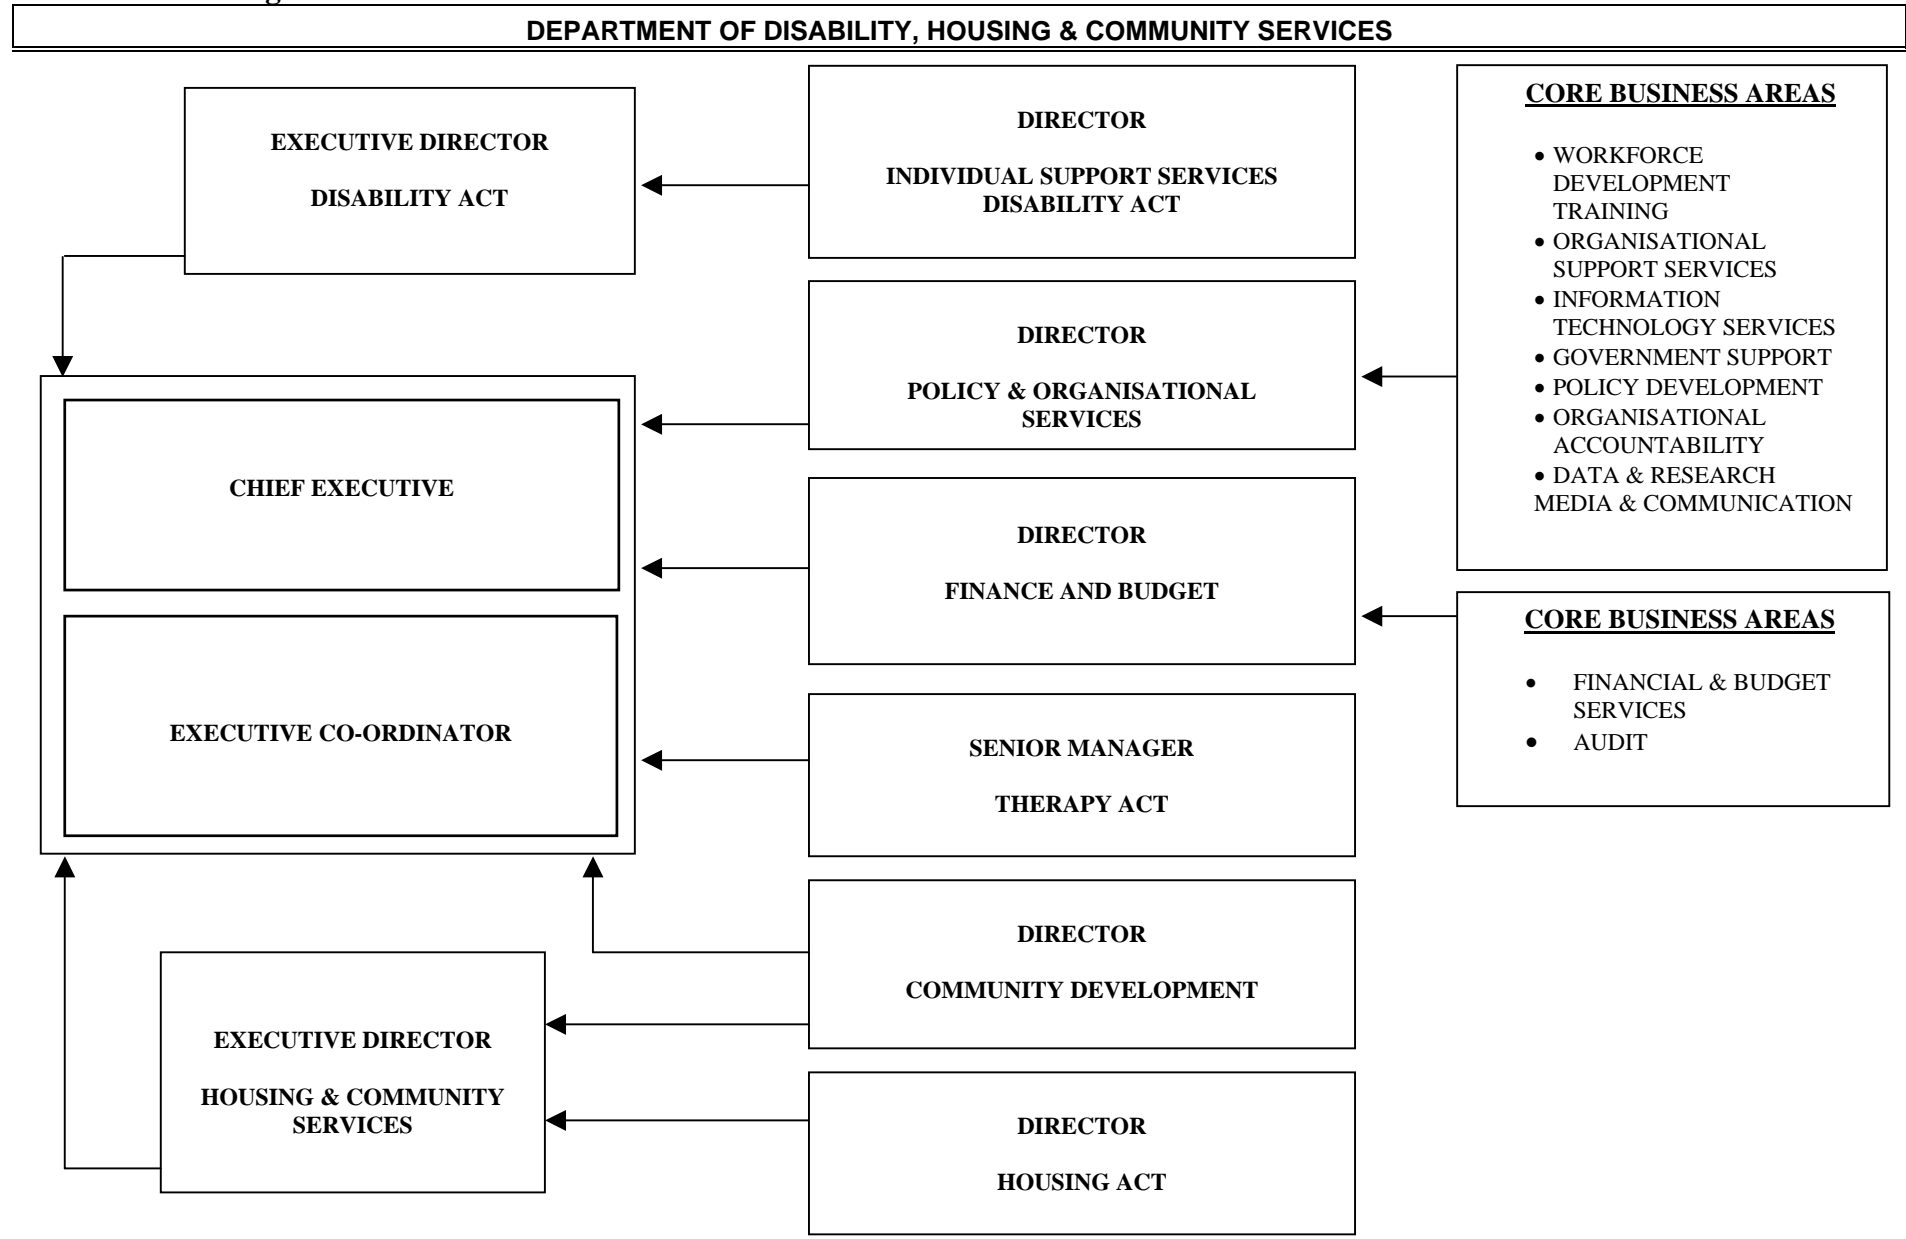 DEPARTMENT OF DISABILITY, HOUSING & COMMUNITY SERVICES
EXECUTIVE DIRECTOR
DISABILITY ACT
DIRECTOR
INDIVIDUAL SUPPORT SERVICES
DISABILITY ACT
CORE BUSINESS AREAS
• WORKFORCE
DEVELOPMENT
TRAINING
• ORGANISATIONAL
SUPPORT SERVICES
• INFORMATION
TECHNOLOGY SERVICES
• GOVERNMENT SUPPORT
• POLICY DEVELOPMENT
• ORGANISATIONAL
ACCOUNTABILITY
• DATA & RESEARCH
MEDIA & COMMUNICATION
DIRECTOR
POLICY & ORGANISATIONAL
SERVICES
CHIEF EXECUTIVE
DIRECTOR
FINANCE AND BUDGET
CORE BUSINESS AREAS
• FINANCIAL & BUDGET
SERVICES
• AUDIT
EXECUTIVE CO-ORDINATOR
SENIOR MANAGER
THERAPY ACT
DIRECTOR
COMMUNITY DEVELOPMENT
EXECUTIVE DIRECTOR
HOUSING & COMMUNITY
SERVICES
DIRECTOR
HOUSING ACT